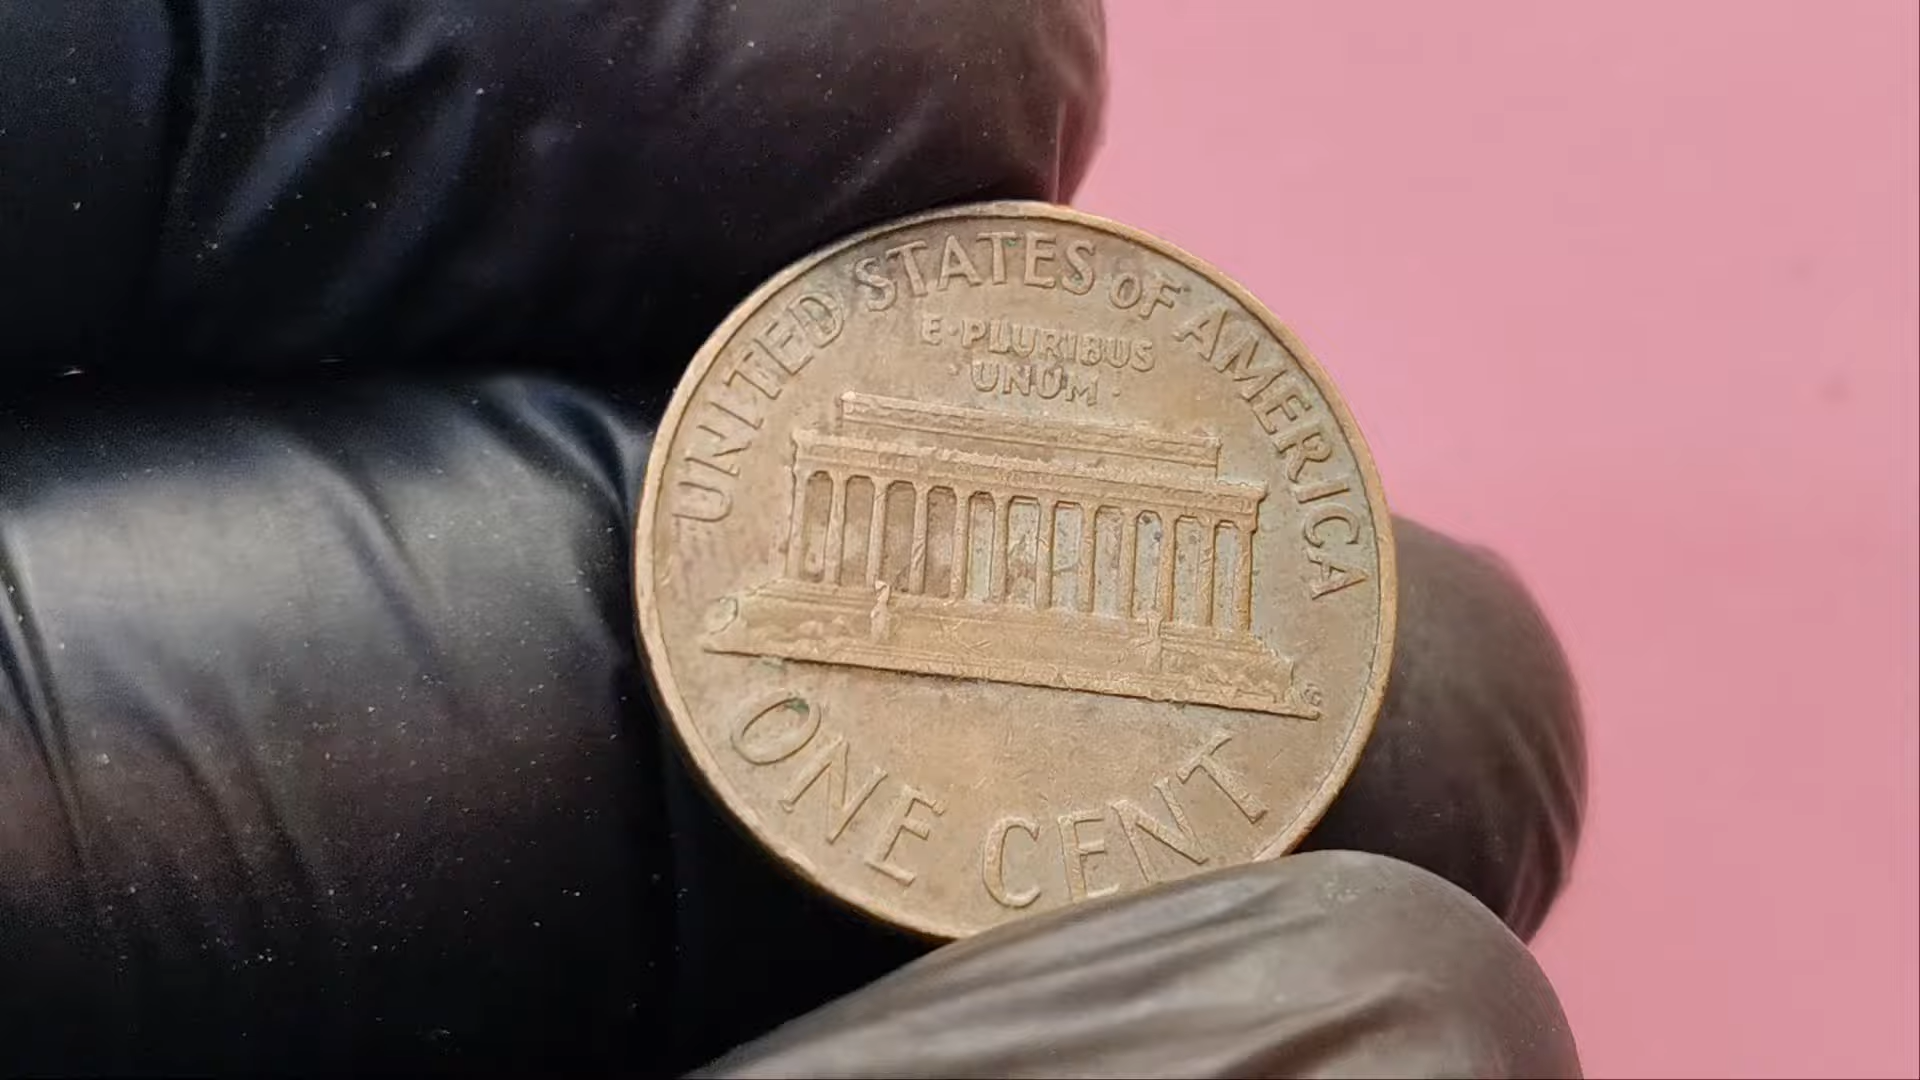 UNITED STATES OF AMERICA
E·PLURIBUS
·UNUM·
ONE CENT